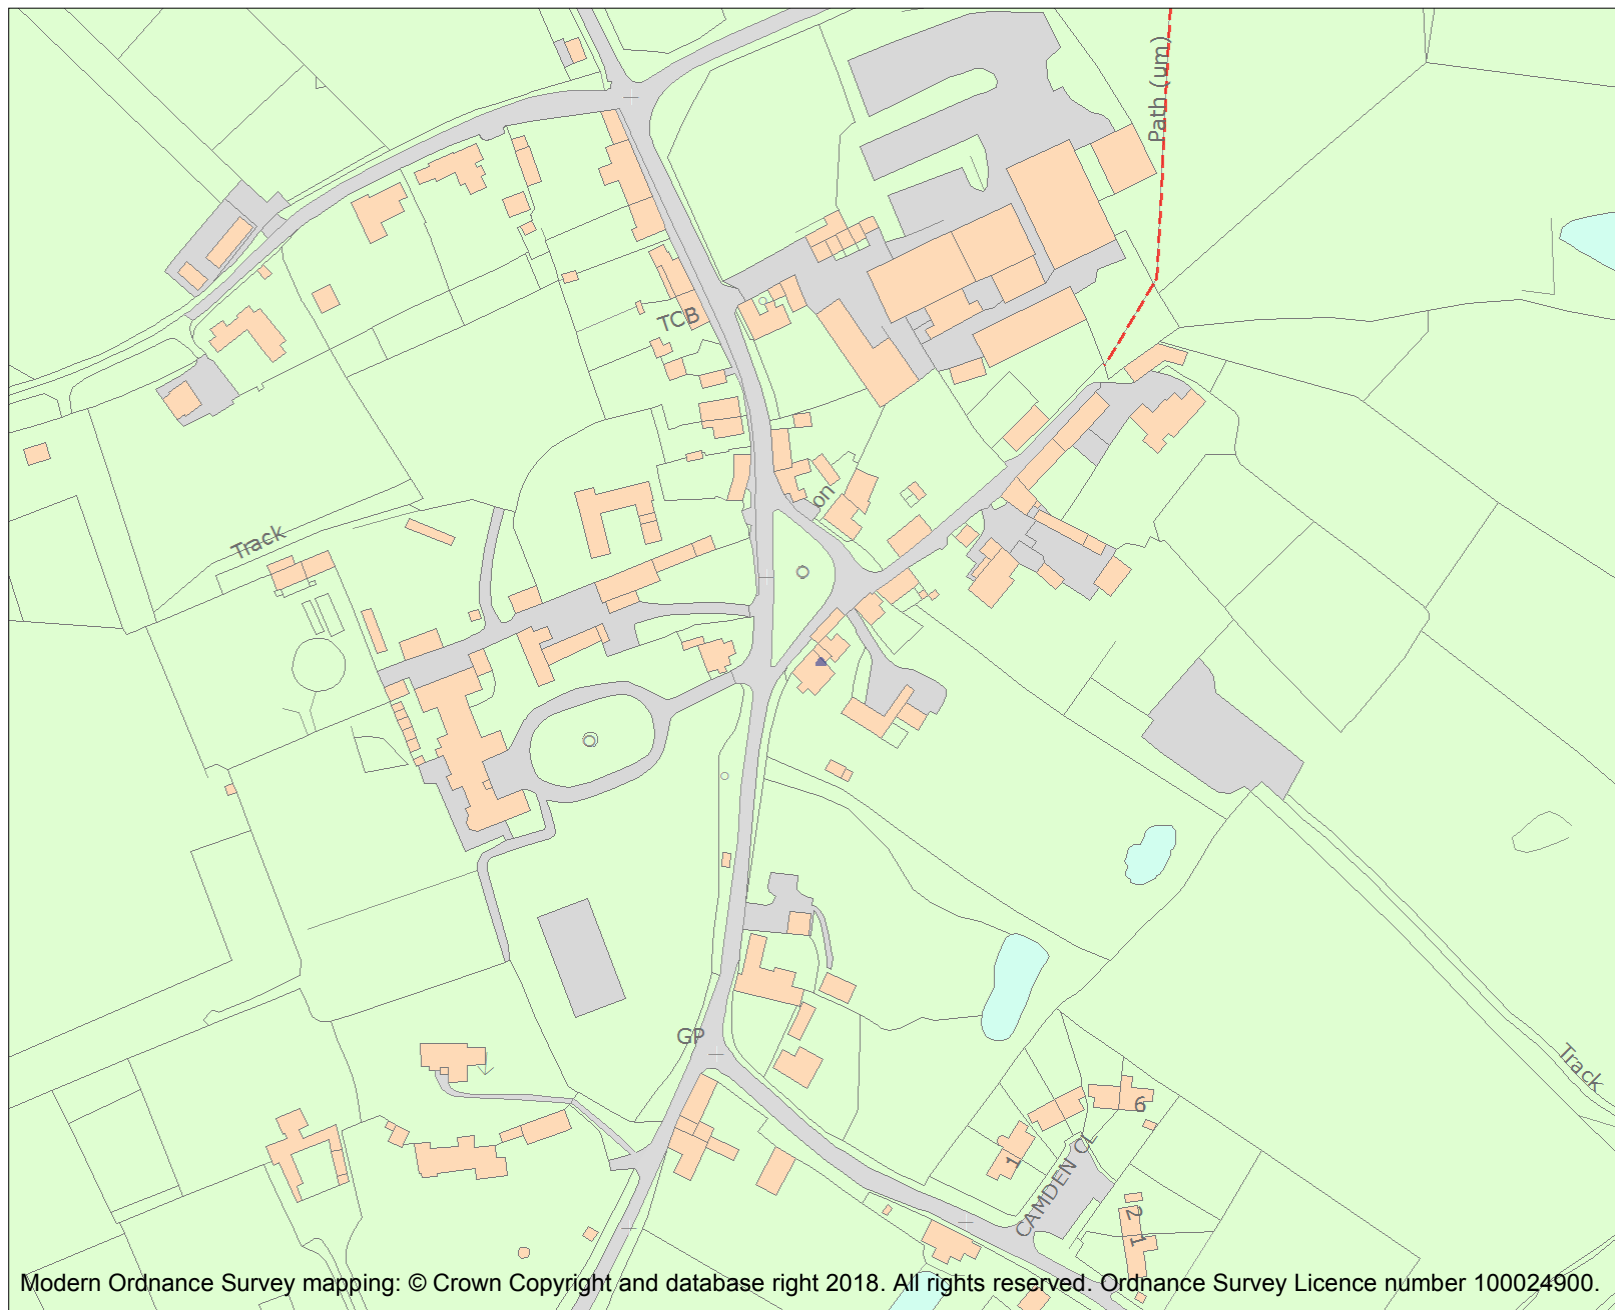 Path (um)
TCB
on
Track
GP
Track
6
1
CAMDEN CL
2
1
Modern Ordnance Survey mapping: © Crown Copyright and database right 2018. All rights reserved. Ordnance Survey Licence number 100024900.